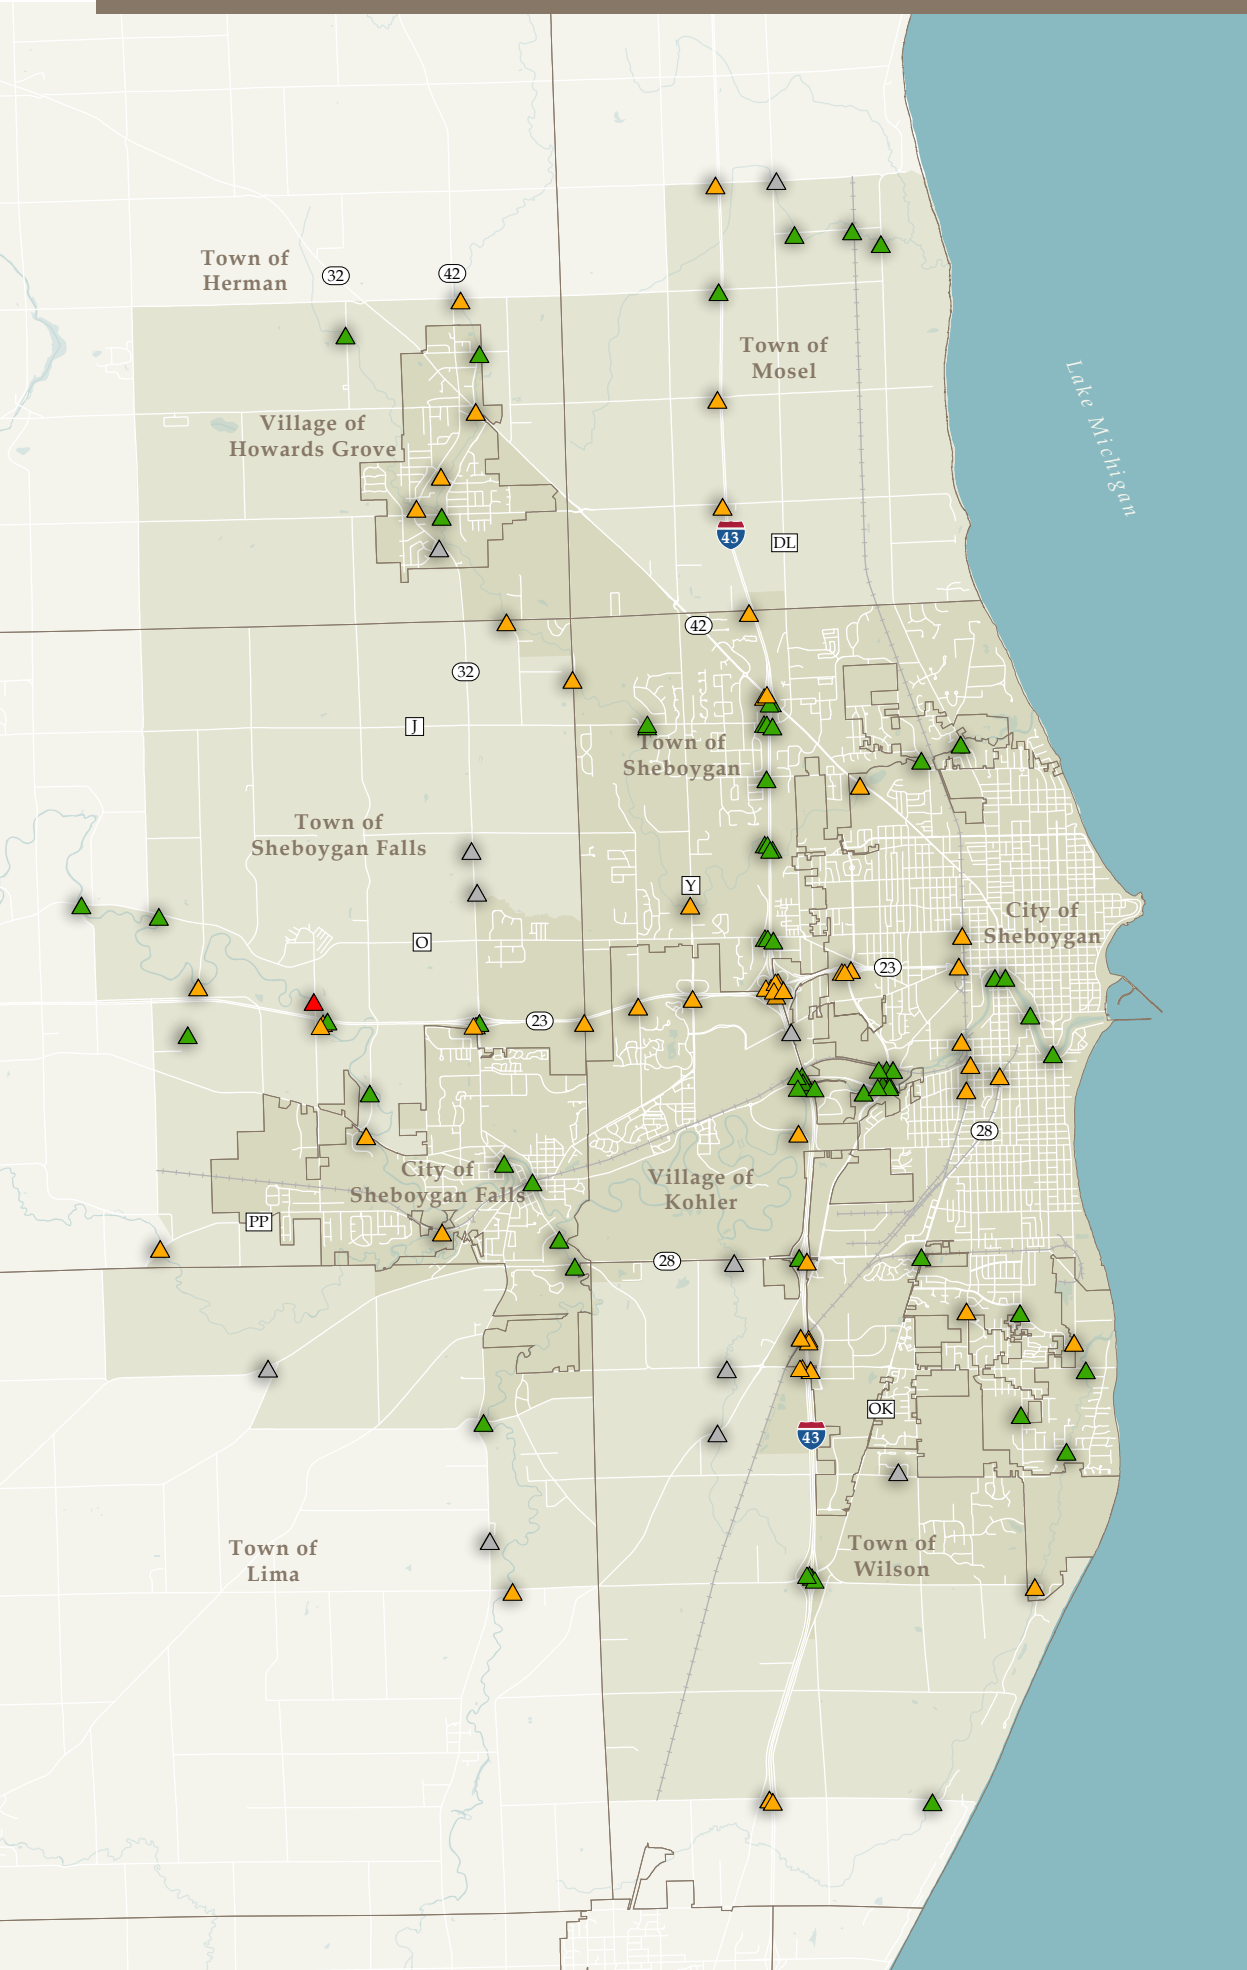 Town of
Herman
32
42
Town of
Mosel
Lake Michigan
Village of
Howards Grove
43
DL
42
32
J
Town of
Sheboygan
Town of
Sheboygan Falls
Y
City of
Sheboygan
O
23
23
28
City of
Sheboygan Falls
Village of
Kohler
PP
28
OK
43
Town of
Lima
Town of
Wilson